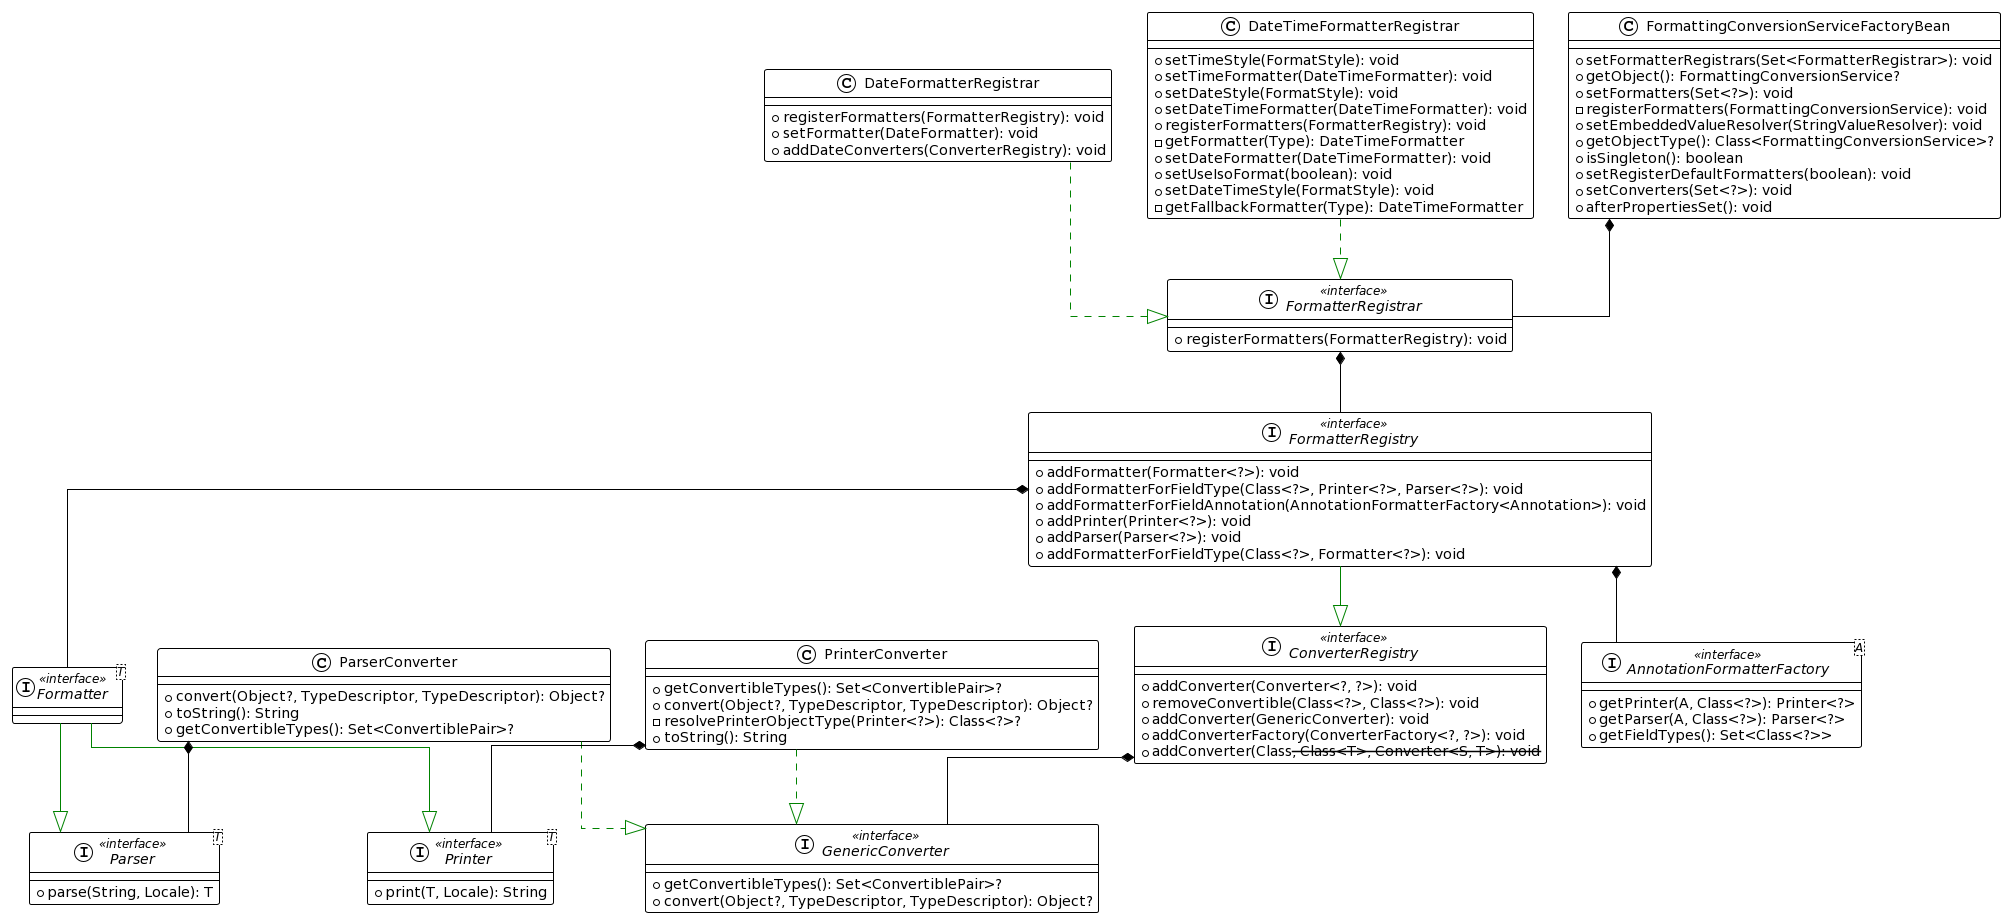 C DateTimeFormatterRegistrar
setTimeStyle(FormatStyle): void
setTimeFormatter(DateTimeFormatter): void
setDateStyle(FormatStyle): void
setDateTimeFormatter(DateTimeFormatter): void
registerFormatters(FormatterRegistry): void
getFormatter(Type): DateTimeFormatter
setDateFormatter(DateTimeFormatter): void
setUseIsoFormat(boolean): void
setDateTimeStyle(FormatStyle): void
getFallbackFormatter(Type): DateTimeFormatter
C FormattingConversionServiceFactoryBean
setFormatterRegistrars(Set<FormatterRegistrar>): void
getObject(): FormattingConversionService?
setFormatters(Set<?>): void
registerFormatters(FormattingConversionService): void
setEmbeddedValueResolver(StringValueResolver): void
getObjectType(): Class<FormattingConversionService>?
isSingleton(): boolean
setRegisterDefaultFormatters(boolean): void
setConverters(Set<?>): void
afterPropertiesSet(): void
C DateFormatterRegistrar
registerFormatters(FormatterRegistry): void
setFormatter(DateFormatter): void
addDateConverters(ConverterRegistry): void
«interface»
I FormatterRegistrar
registerFormatters(FormatterRegistry): void
«interface»
I FormatterRegistry
addFormatter(Formatter<?>): void
addFormatterForFieldType(Class<?>, Printer<?>, Parser<?>): void
addFormatterForFieldAnnotation(AnnotationFormatterFactory<Annotation>): void
addPrinter(Printer<?>): void
addParser(Parser<?>): void
addFormatterForFieldType(Class<?>, Formatter<?>): void
T
«interface»
I Formatter
C ParserConverter
convert(Object?, TypeDescriptor, TypeDescriptor): Object?
toString(): String
getConvertibleTypes(): Set<ConvertiblePair>?
C PrinterConverter
getConvertibleTypes(): Set<ConvertiblePair>?
convert(Object?, TypeDescriptor, TypeDescriptor): Object?
resolvePrinterObjectType(Printer<?>): Class<?>?
toString(): String
«interface»
I ConverterRegistry
addConverter(Converter<?, ?>): void
removeConvertible(Class<?>, Class<?>): void
addConverter(GenericConverter): void
addConverterFactory(ConverterFactory<?, ?>): void
addConverter(Class, Class<T>, Converter<S, T>): void
A
«interface»
I AnnotationFormatterFactory
getPrinter(A, Class<?>): Printer<?>
getParser(A, Class<?>): Parser<?>
getFieldTypes(): Set<Class<?>>
T
«interface»
I Parser
parse(String, Locale): T
T
«interface»
I Printer
print(T, Locale): String
«interface»
I GenericConverter
getConvertibleTypes(): Set<ConvertiblePair>?
convert(Object?, TypeDescriptor, TypeDescriptor): Object?